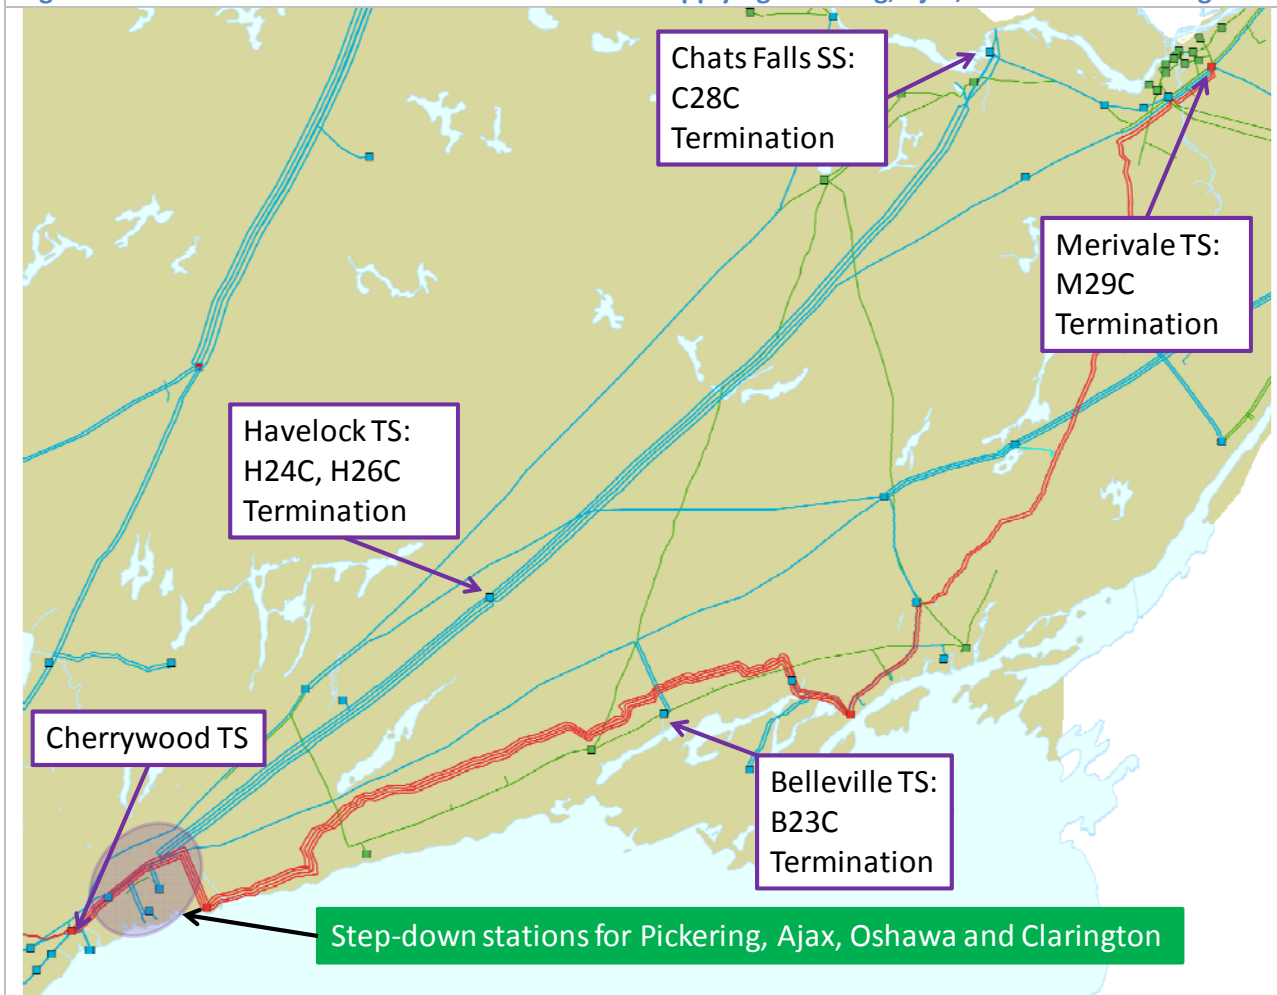 Chats Falls SS:
C28C
Termination
Merivale TS:
M29C
Termination
Havelock TS:
H24C, H26C
Termination
Cherrywood TS
Belleville TS:
B23C
Termination
Step-down stations for Pickering, Ajax, Oshawa and Clarington